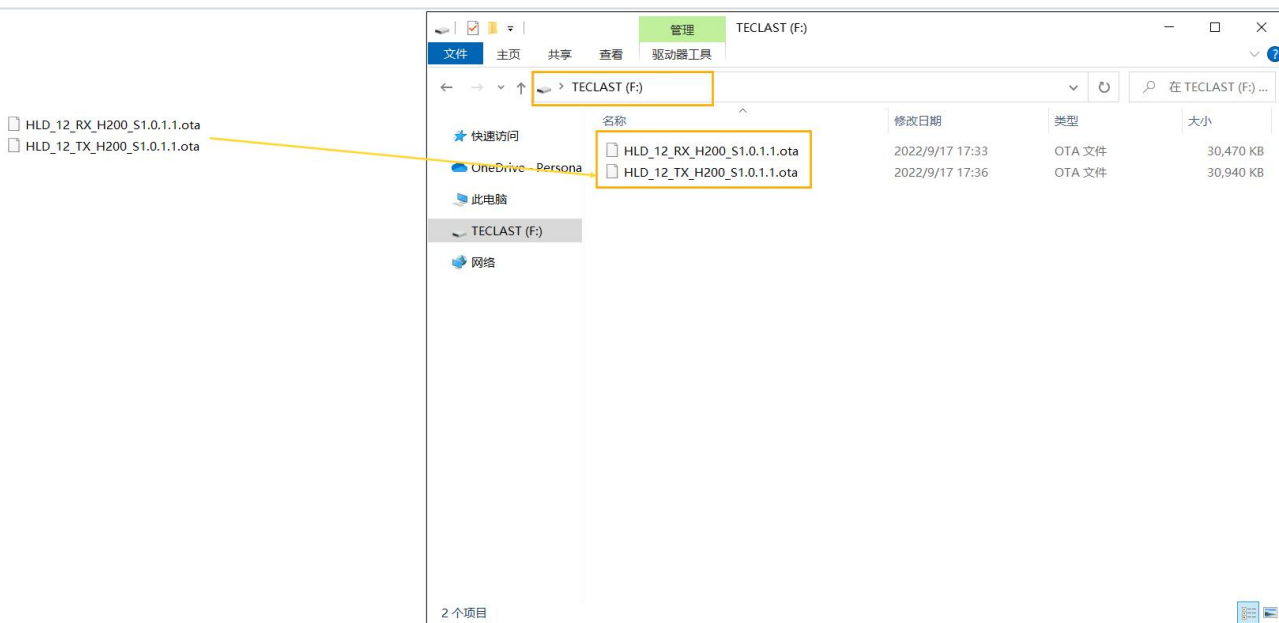 管理 TECLAST (F:)
文件 主页 共享 查看 驱动器工具
TECLAST (F:) 在 TECLAST (F:) ...
HLD_12_RX_H200_S1.0.1.1.ota
HLD_12_TX_H200_S1.0.1.1.ota
快速访问
OneDrive - Persona
此电脑
TECLAST (F:)
网络
名称 修改日期 类型 大小
HLD_12_RX_H200_S1.0.1.1.ota 2022/9/17 17:33 OTA 文件 30,470 KB
HLD_12_TX_H200_S1.0.1.1.ota 2022/9/17 17:36 OTA 文件 30,940 KB
2 个项目